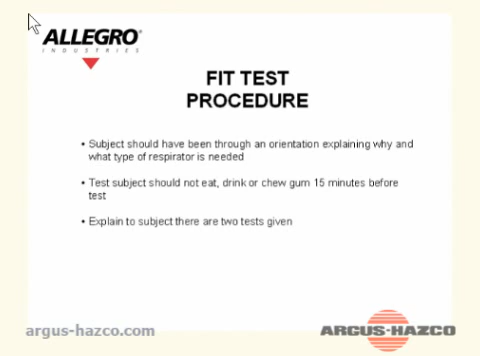 ALLEGRO
INDUSTRIES
FIT TEST
PROCEDURE
• Subject should have been through an orientation explaining why and
what type of respirator is needed
• Test subject should not eat, drink or chew gum 15 minutes before
test
• Explain to subject there are two tests given
argus-hazco.com
ARGUS-HAZCO